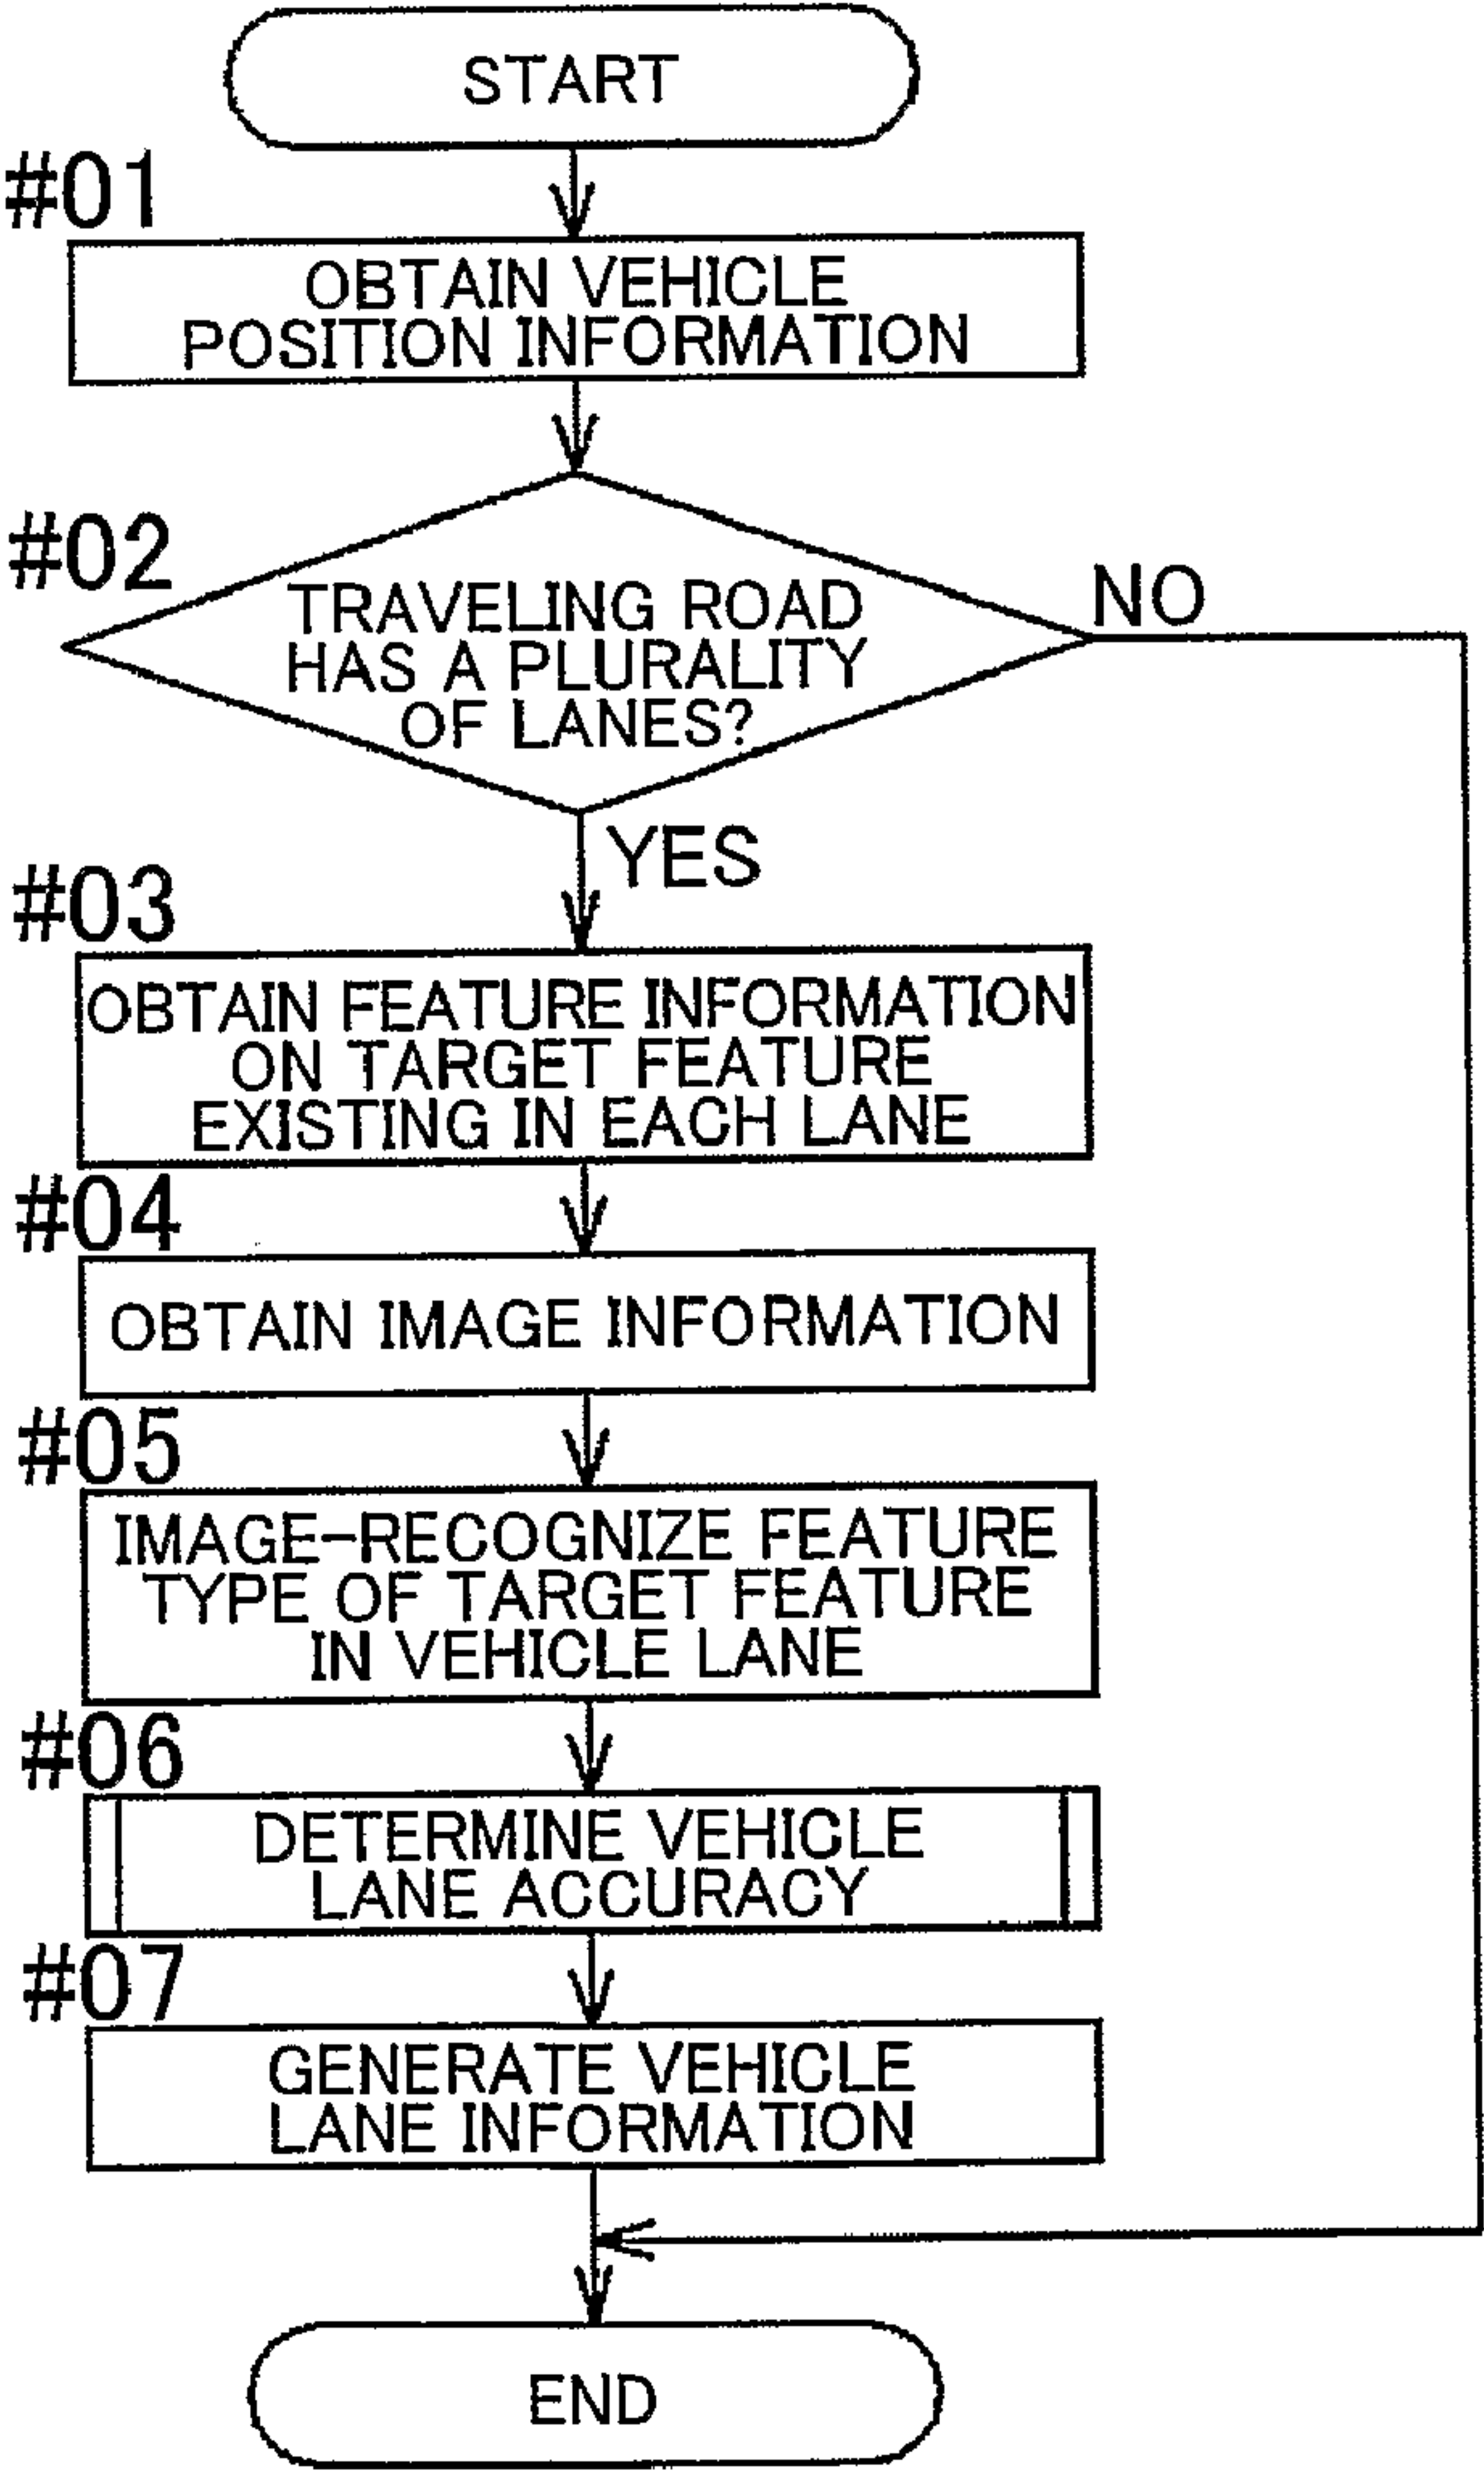 START
#01
OBTAIN VEHICLE
POSITION INFORMATION
#02
TRAVELING ROAD
HAS A PLURALITY
OF LANES?
NO
YES
#03
OBTAIN FEATURE INFORMATION
ON TARGET FEATURE
EXISTING IN EACH LANE
#04
OBTAIN IMAGE INFORMATION
#05
IMAGE-RECOGNIZE FEATURE
TYPE OF TARGET FEATURE
IN VEHICLE LANE
#06
DETERMINE VEHICLE
LANE ACCURACY
#07
GENERATE VEHICLE
LANE INFORMATION
END